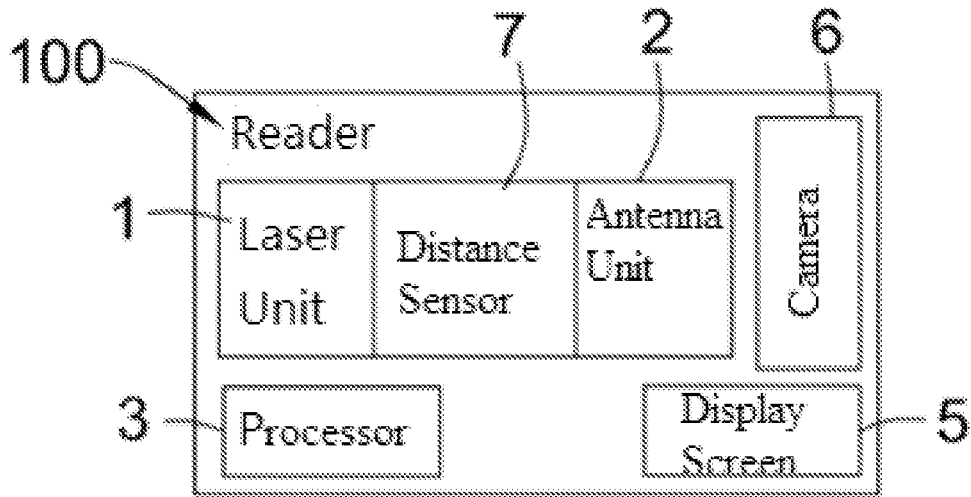 7
2
6
100
Reader
1
Laser
Unit
Distance
Sensor
Antenna
Unit
Camera
3
Processor
Display
Screen
5